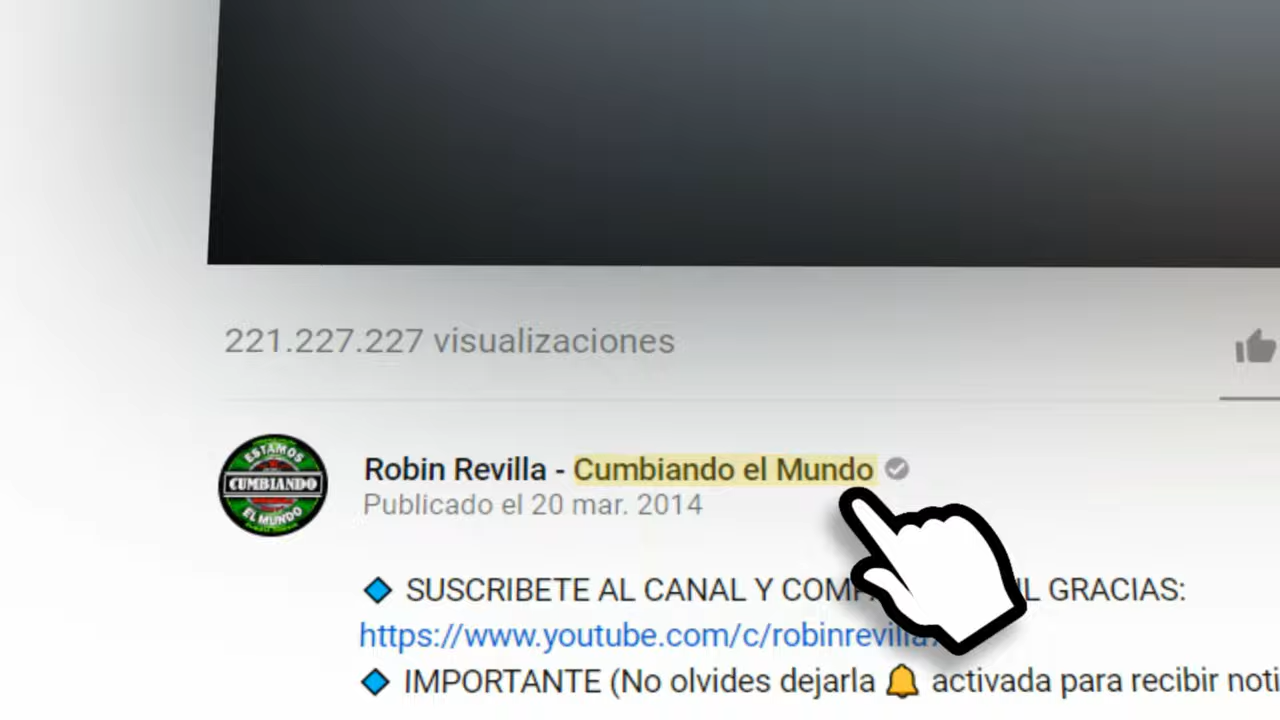 221.227.227 visualizaciones
ESTAMOS
CUMBIANDO
EL MUNDO
Robin Revilla - Cumbiando el Mundo
Publicado el 20 mar. 2014
SUSCRIBETE AL CANAL Y GRACIAS:
https://www.youtube.com/c/robinrevilla
IMPORTANTE (No olvides dejarla 🔔 activada para recibir noti